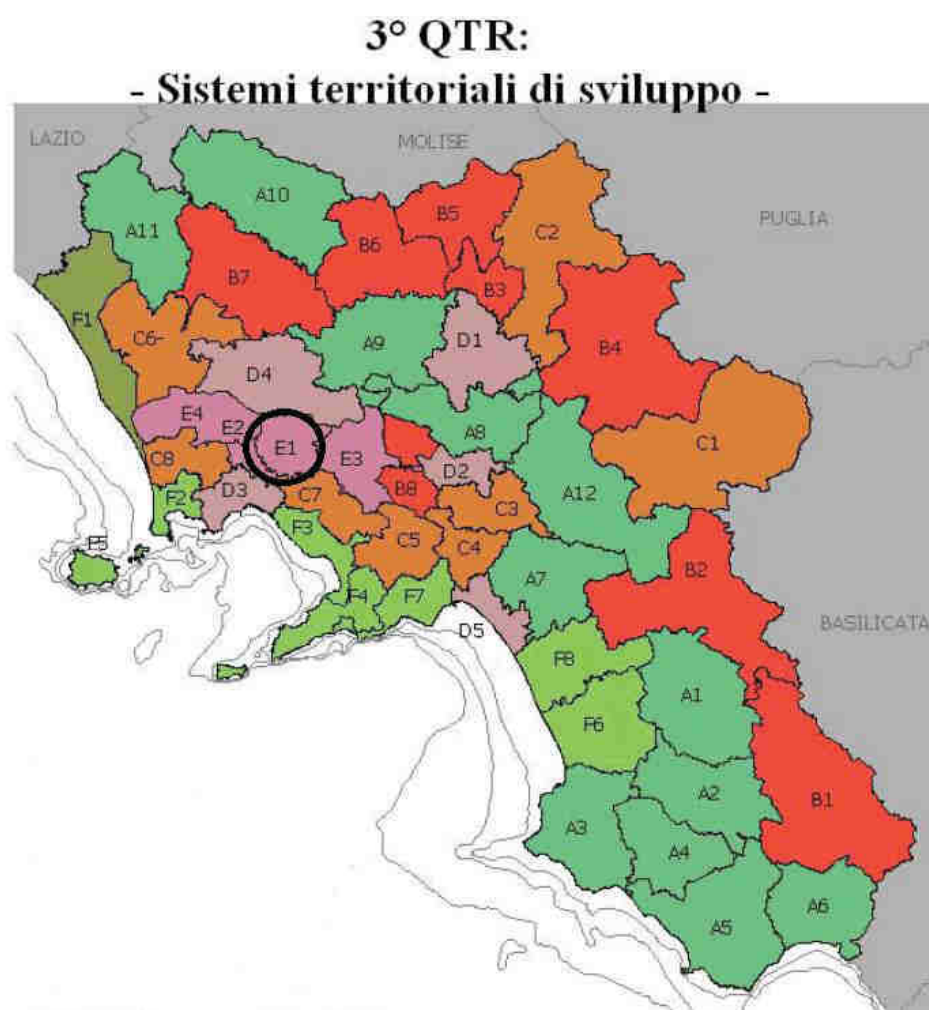 3° QTR:
- Sistemi territoriali di sviluppo -
LAZIO
MOLISE
A10
B5
A11
C2
PUGLIA
B6
B7
B3
F1
C6-
A9
D1
B4
D4
E4
E2
E1
E3
A8
C1
C8
D2
D3
F2
C7
B8
C3
A12
F3
C5
C4
F5
B2
A7
F4
F7
D5
BASILICATA
F8
A1
F6
A2
B1
A3
A4
A6
A5